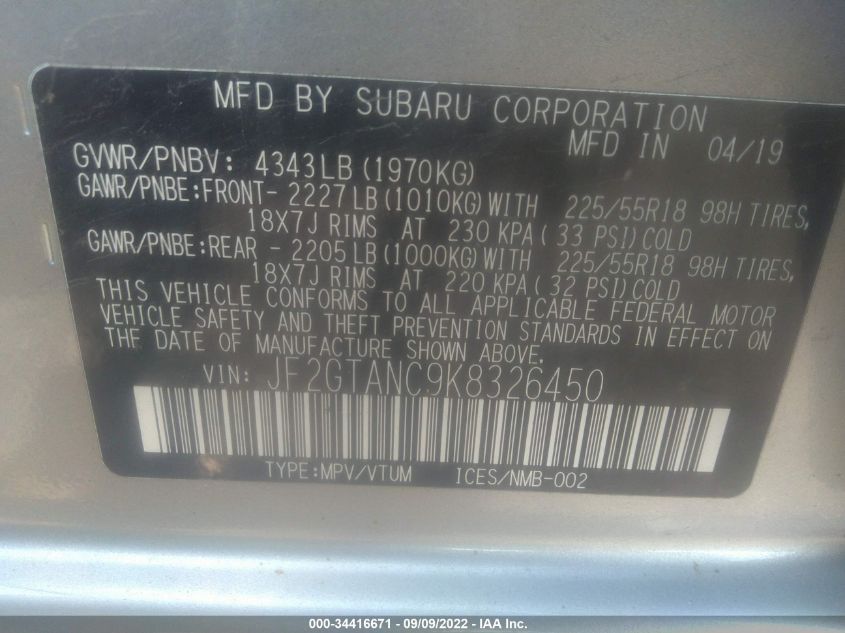 MFD BY SUBARU CORPORATION
MFD IN 04/19
GVWR/PNBV: 4343LB (1970KG)
GAWR/PNBE:FRONT- 2227 LB (1010KG) WITH 225/55R18 98H TIRES,
18X7J RIMS AT 230 KPA ( 33 PSI) COLD
GAWR/PNBE:REAR - 2205 LB (1000KG) WITH 225/55R18 98H TIRES,
18X7J RIMS AT 220 KPA ( 32 PSI) COLD
THIS VEHICLE CONFORMS TO ALL APPLICABLE FEDERAL MOTOR
VEHICLE SAFETY AND THEFT PREVENTION STANDARDS IN EFFECT ON
THE DATE OF MANUFACTURE SHOWN ABOVE.
VIN: JF2GTANC9K8326450
TYPE:MPV/VTUM ICES/NMB-002
000-34416671 - 09/09/2022 - IAA Inc.